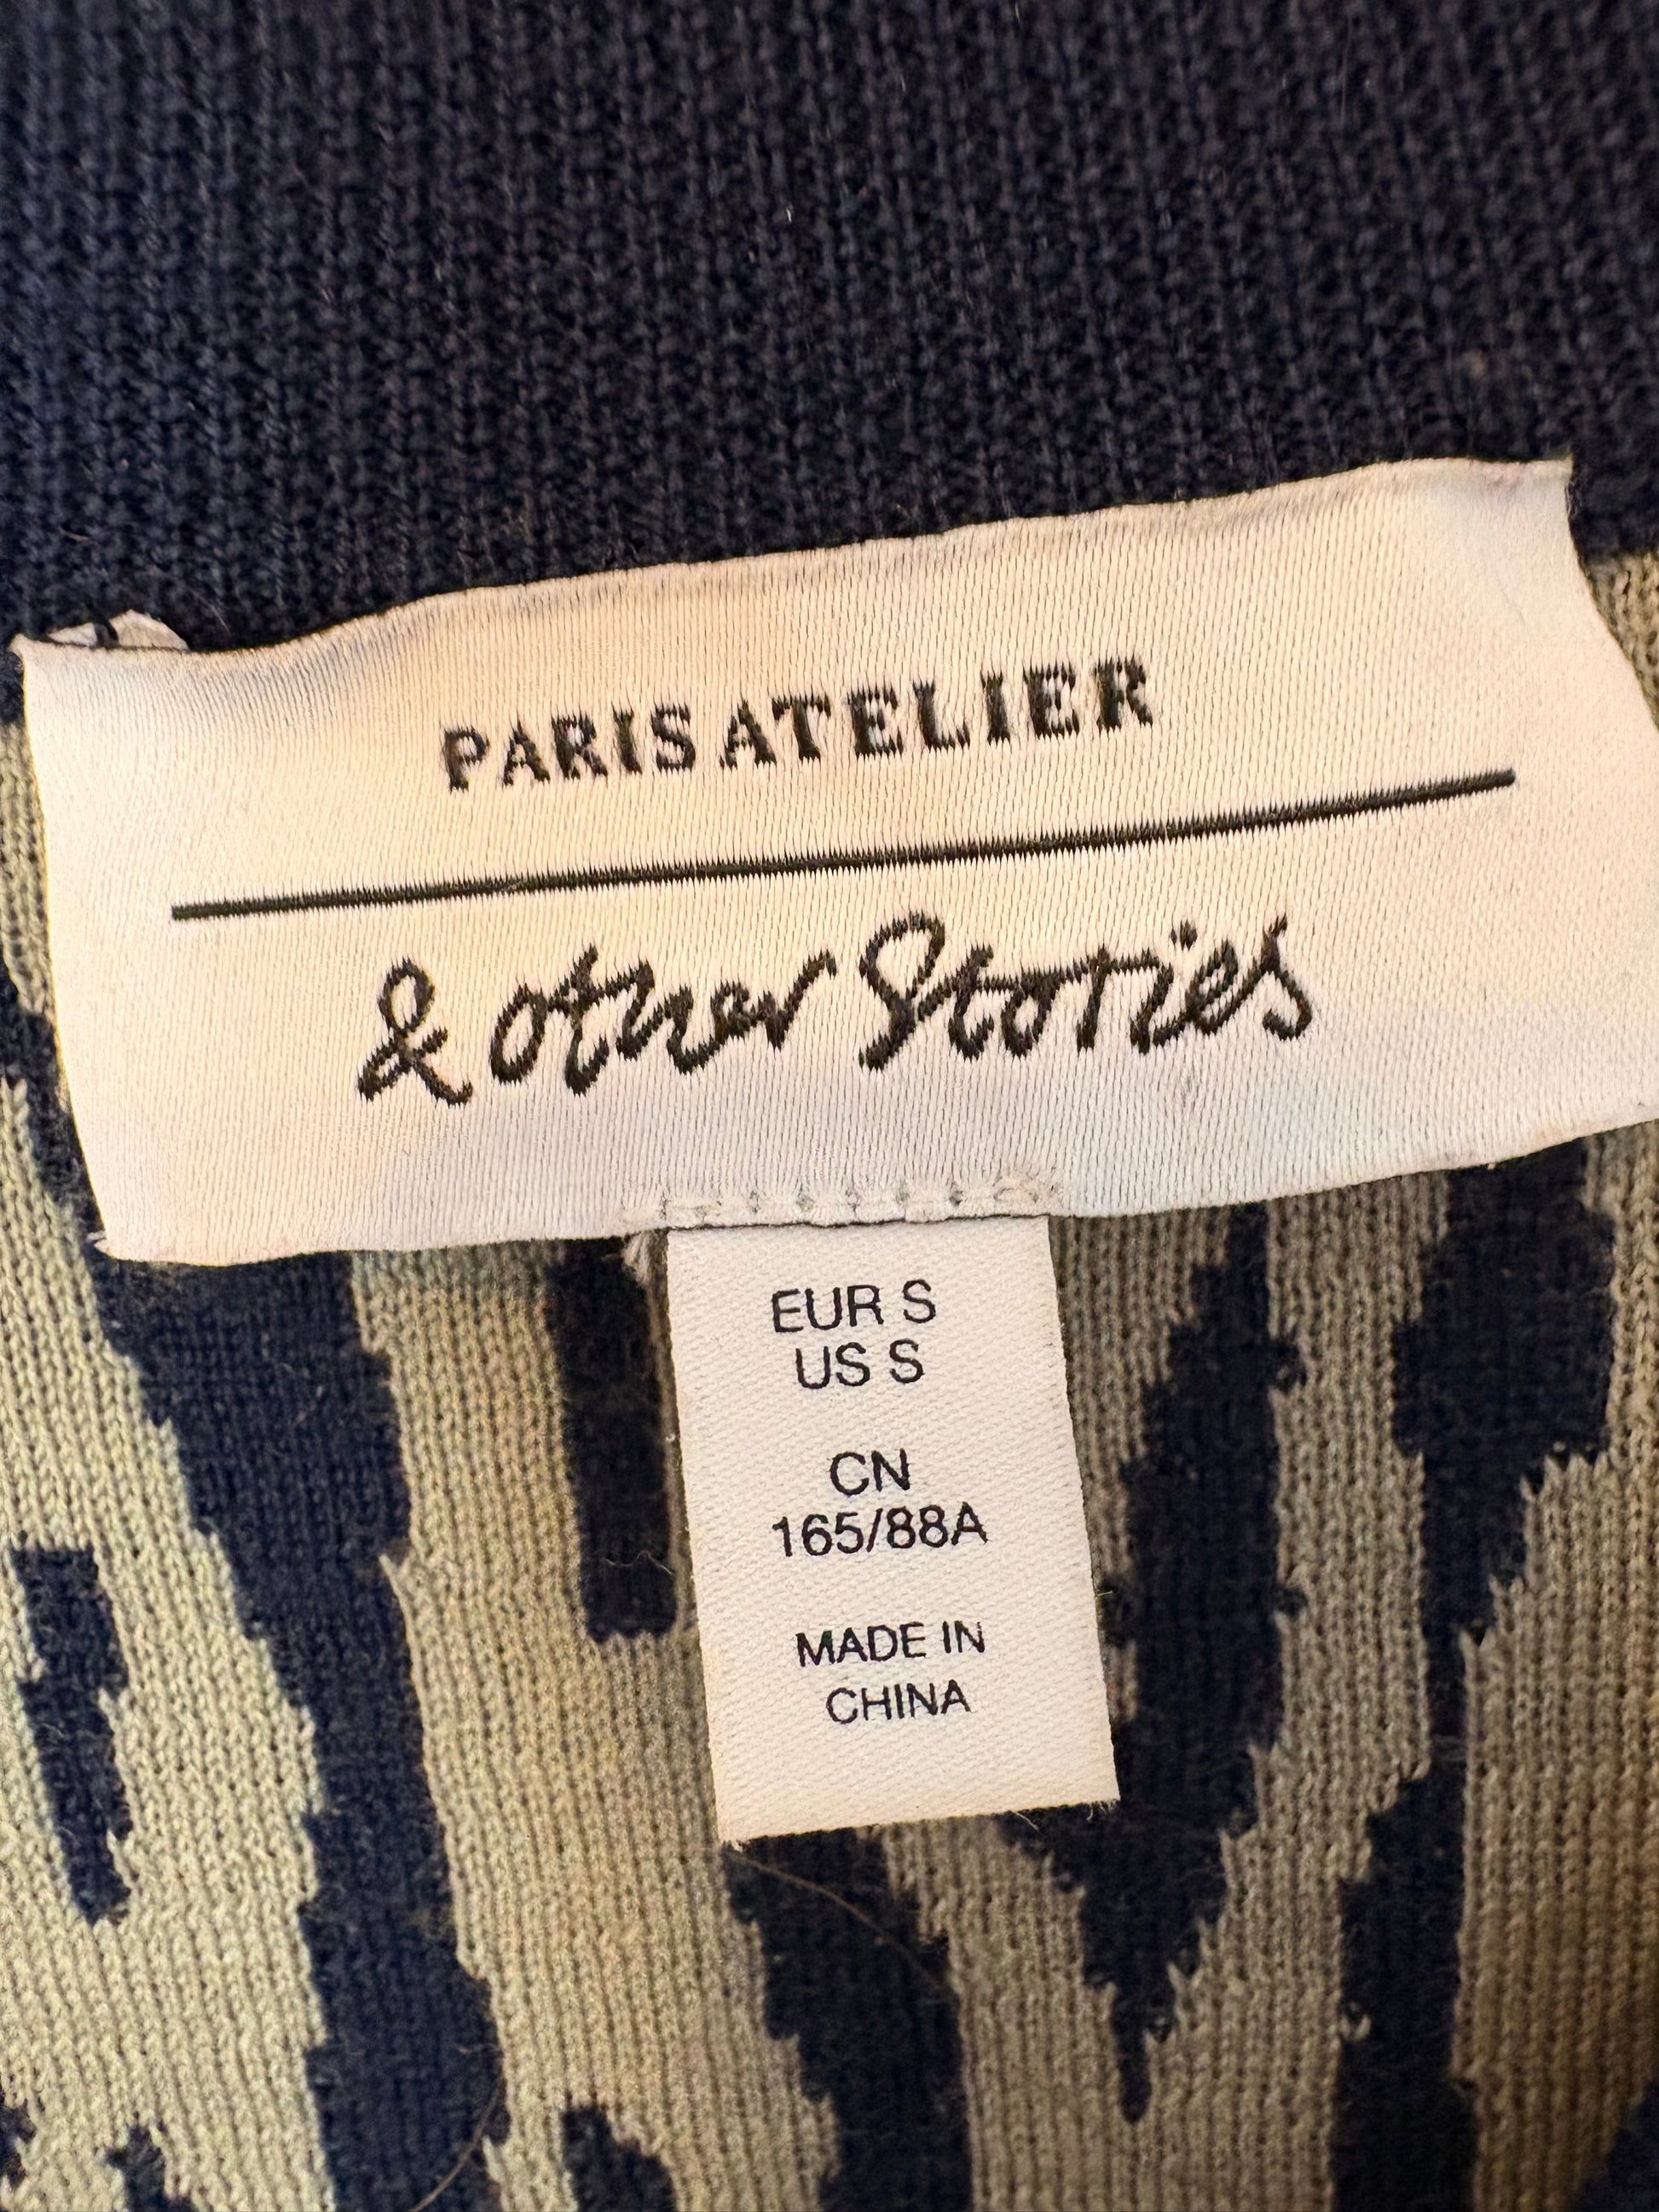 PARIS ATELIER
& other Stories
EUR S
US S
CN
165/88A
MADE IN
CHINA